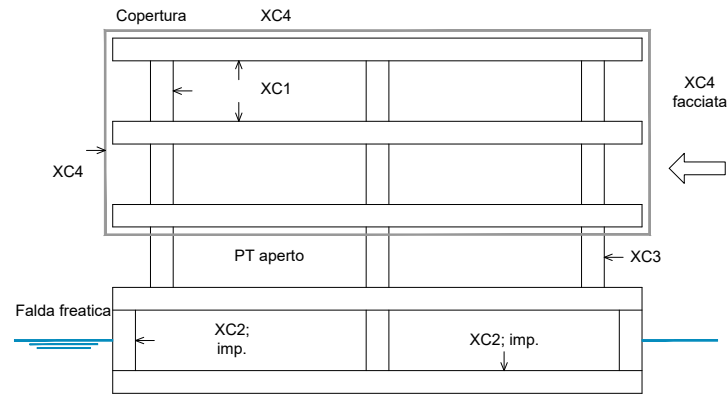 Copertura XC4
XC1
XC4
facciata
XC4
PT aperto
XC3
Falda freatica
XC2;
imp.
XC2; imp.